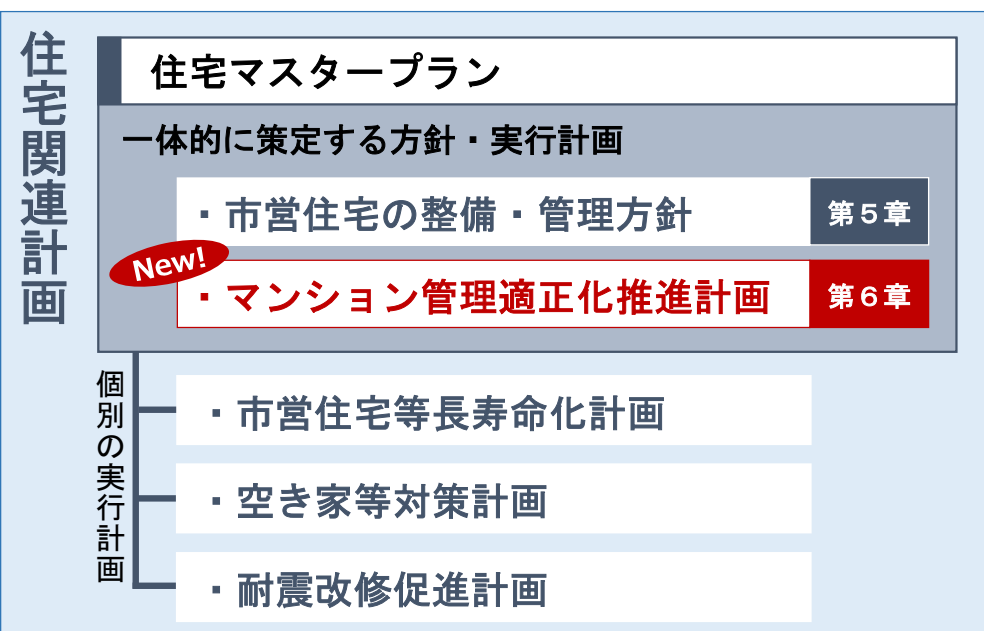 住宅関連計画
住宅マスタープラン
一体的に策定する方針・実行計画
・市営住宅の整備・管理方針
第５章
New!
・マンション管理適正化推進計画
第６章
個別の実行計画
・市営住宅等長寿命化計画
・空き家等対策計画
・耐震改修促進計画